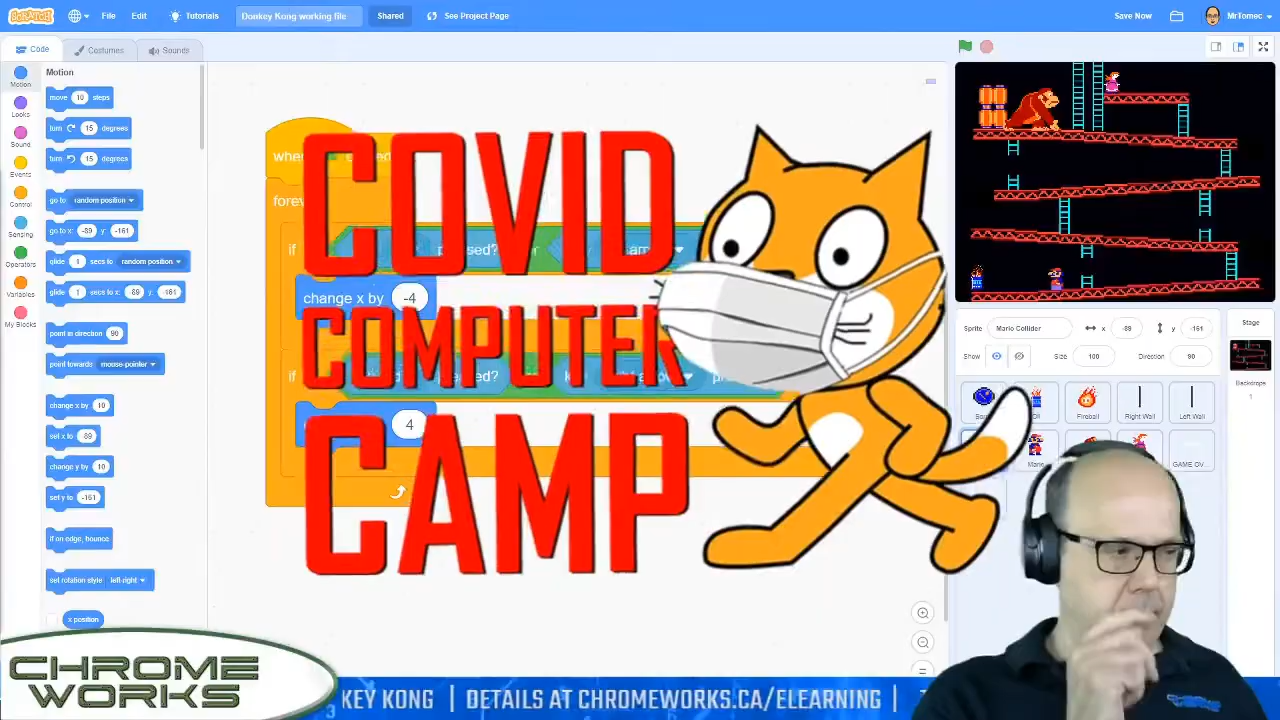 SCRATCH
File
Edit
Tutorials
Donkey Kong working file
Shared
See Project Page
Save Now
MrTomec
Code
Costumes
Sounds
Motion
Looks
Sound
Events
Control
Sensing
Operators
Variables
My Blocks
Motion
move 10 steps
turn 15 degrees
turn 15 degrees
go to random position
go to x: -89 y: -161
glide 1 secs to random position
glide 1 secs to x: -89 y: -161
point in direction 90
point towards mouse-pointer
change x by 10
set x to -89
change y by 10
set y to -161
if on edge, bounce
set rotation style left-right
x position
if
change x by -4
if
4
COVID
COMPUTER
CAMP
Sprite Mario Collider x -89 y -161
Show Size 100 Direction 90
Stage
Backdrops
1
Fireball
Right Wall
Left Wall
GAME OV...
CHROME
WORKS
KEY KONG | DETAILS AT CHROMEWORKS.CA/ELEARNING |